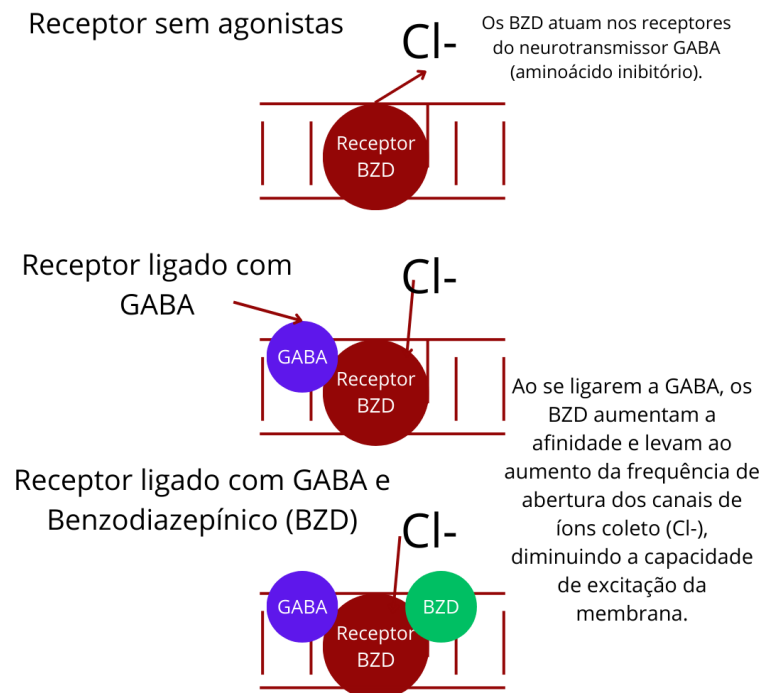 Receptor sem agonistas
Cl-
Os BZD atuam nos receptores
do neurotransmissor GABA
(aminoácido inibitório).
Receptor
BZD
Receptor ligado com
GABA
Cl-
GABA
Receptor
BZD
Ao se ligarem a GABA, os
BZD aumentam a
afinidade e levam ao
aumento da frequência de
abertura dos canais de
íons coleto (Cl-),
diminuindo a capacidade
de excitação da
membrana.
Receptor ligado com GABA e
Benzodiazepínico (BZD)
Cl-
GABA
BZD
Receptor
BZD